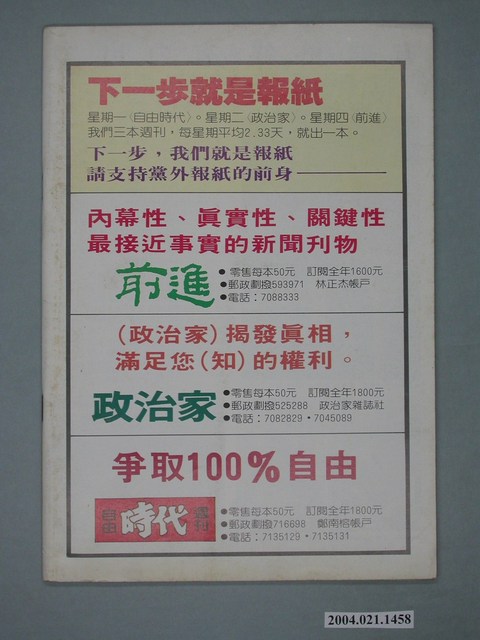 下一步就是報紙
星期一〈自由時代〉。星期二〈政治家〉。星期四〈前進〉
我們三本週刊，每星期平均2.33天，就出一本。
下一步，我們就是報紙
請支持黨外報紙的前身————
內幕性、眞實性、關鍵性
最接近事實的新聞刊物
前進
●零售每本50元 訂閱全年1600元
●郵政劃撥593971 林正杰帳戶
●電話：7088333
(政治家)揭發眞相，
滿足您(知)的權利。
政治家
●零售每本50元 訂閱全年1800元
●郵政劃撥525288 政治家雜誌社
●電話：7082829・7045089
爭取100%自由
自由時代週刊
●零售每本50元 訂閱全年1800元
●郵政劃撥716698 鄭南榕帳戶
●電話：7135129・7135131
2004.021.1458